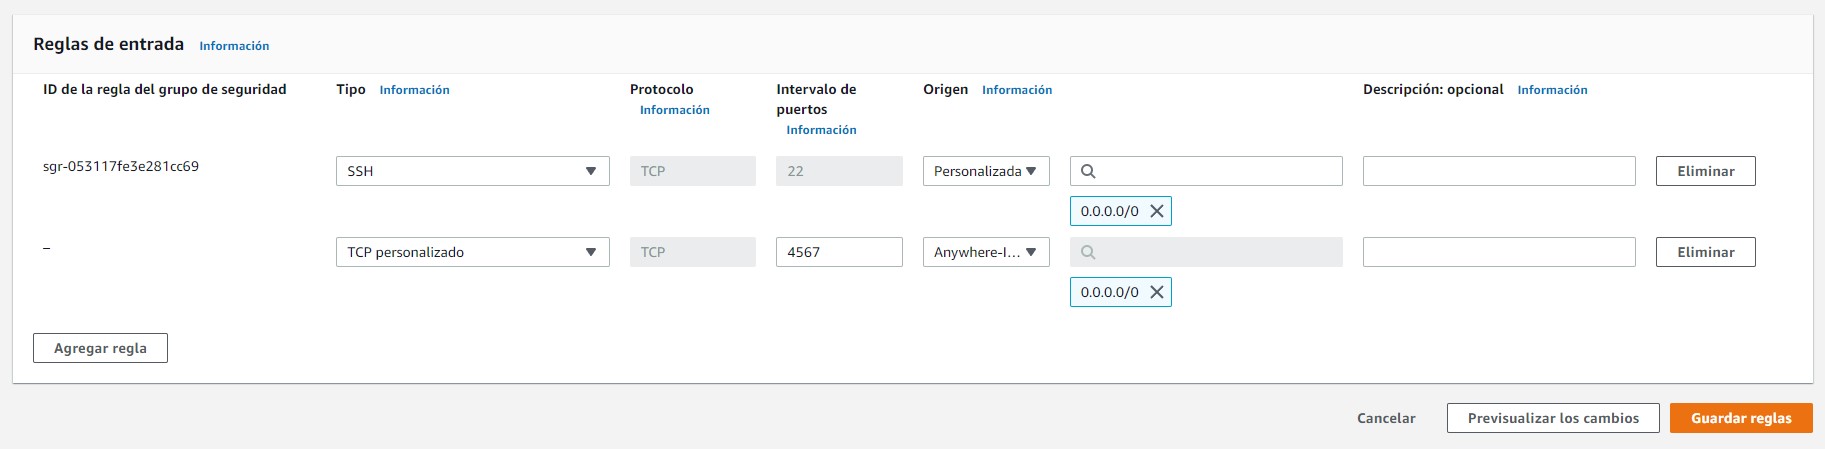 Reglas de entrada Información
ID de la regla del grupo de seguridad Tipo Información Protocolo Información Intervalo de puertos Información Origen Información Descripción: opcional Información
sgr-053117fe3e281cc69 SSH TCP 22 Personalizada Eliminar
0.0.0.0/0
– TCP personalizado TCP 4567 Anywhere-I... Eliminar
0.0.0.0/0
Agregar regla
Cancelar Previsualizar los cambios Guardar reglas